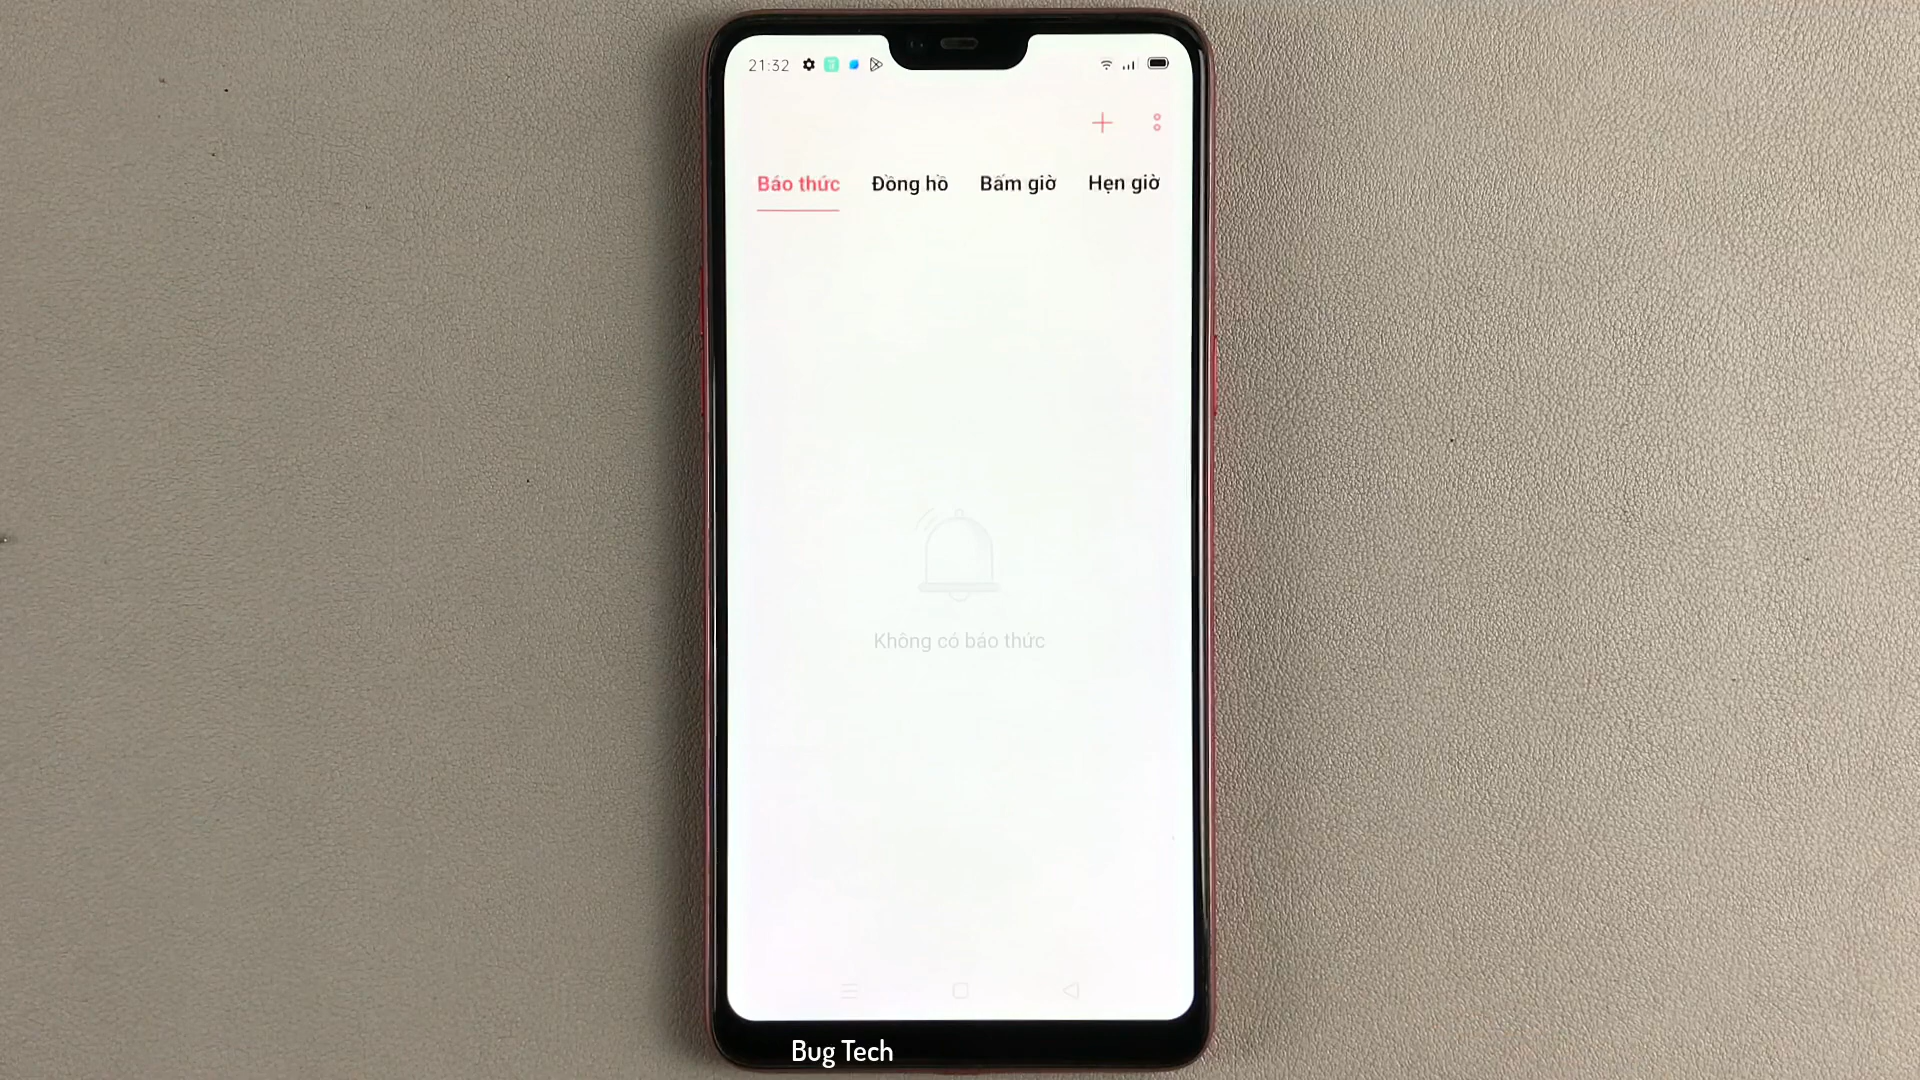 21:32
Báo thức Đồng hồ Bấm giờ Hẹn giờ
Không có báo thức
Bug Tech